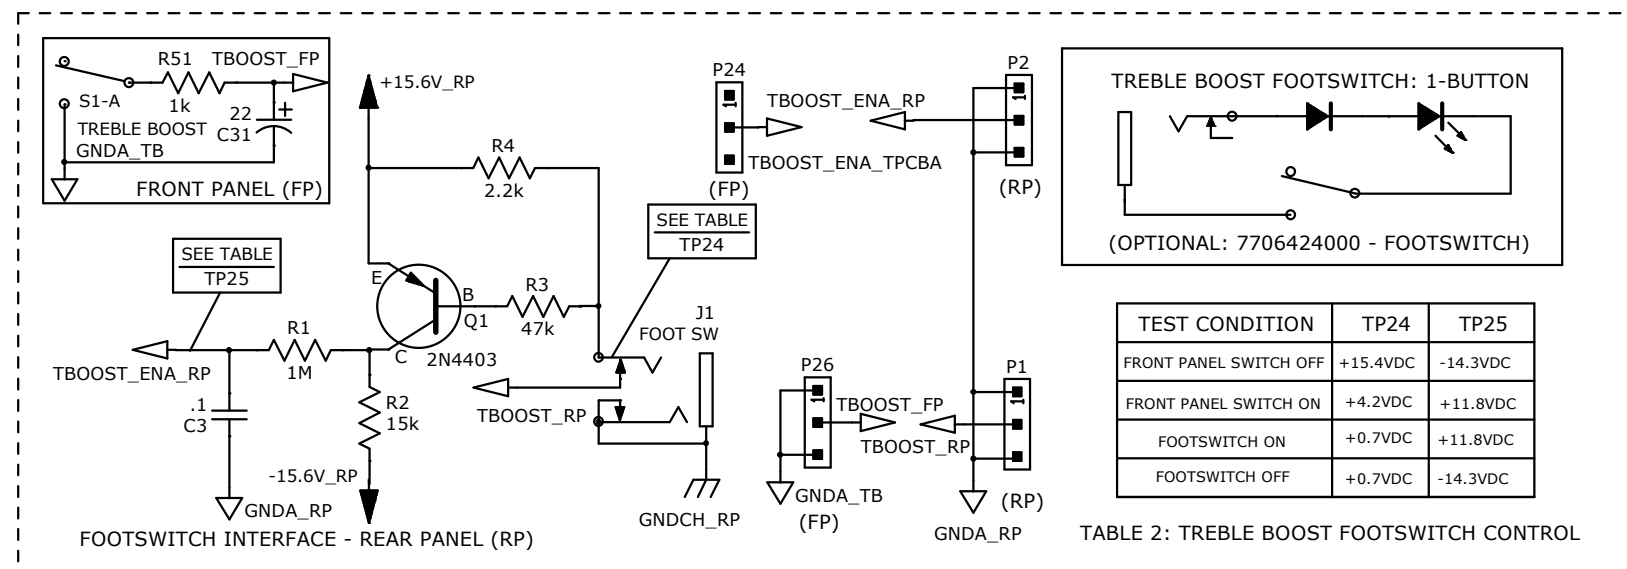 R51
TBOOST_FP
1k
S1-A
22
+
C31
TREBLE BOOST
GNDA_TB
FRONT PANEL (FP)
+15.6V_RP
R4
2.2k
SEE TABLE
TP24
SEE TABLE
TP25
E
B
C
Q1
2N4403
R3
47k
R1
1M
TBOOST_ENA_RP
.1
C3
R2
15k
-15.6V_RP
GNDA_RP
J1
FOOT SW
TBOOST_RP
GNDCH_RP
FOOTSWITCH INTERFACE - REAR PANEL (RP)
P24
1
TBOOST_ENA_RP
TBOOST_ENA_TPCBA
(FP)
P2
1
(RP)
P26
1
TBOOST_FP
TBOOST_RP
GNDA_TB
(FP)
P1
1
(RP)
GNDA_RP
TREBLE BOOST FOOTSWITCH: 1-BUTTON
(OPTIONAL: 7706424000 - FOOTSWITCH)
TEST CONDITION TP24 TP25
FRONT PANEL SWITCH OFF +15.4VDC -14.3VDC
FRONT PANEL SWITCH ON +4.2VDC +11.8VDC
FOOTSWITCH ON +0.7VDC +11.8VDC
FOOTSWITCH OFF +0.7VDC -14.3VDC
TABLE 2: TREBLE BOOST FOOTSWITCH CONTROL